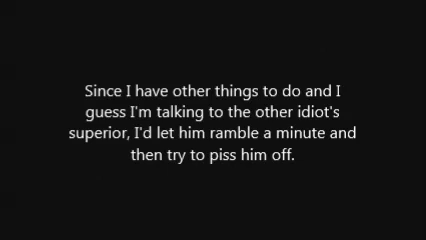 Since I have other things to do and I
guess I'm talking to the other idiot's
superior, I'd let him ramble a minute and
then try to piss him off.